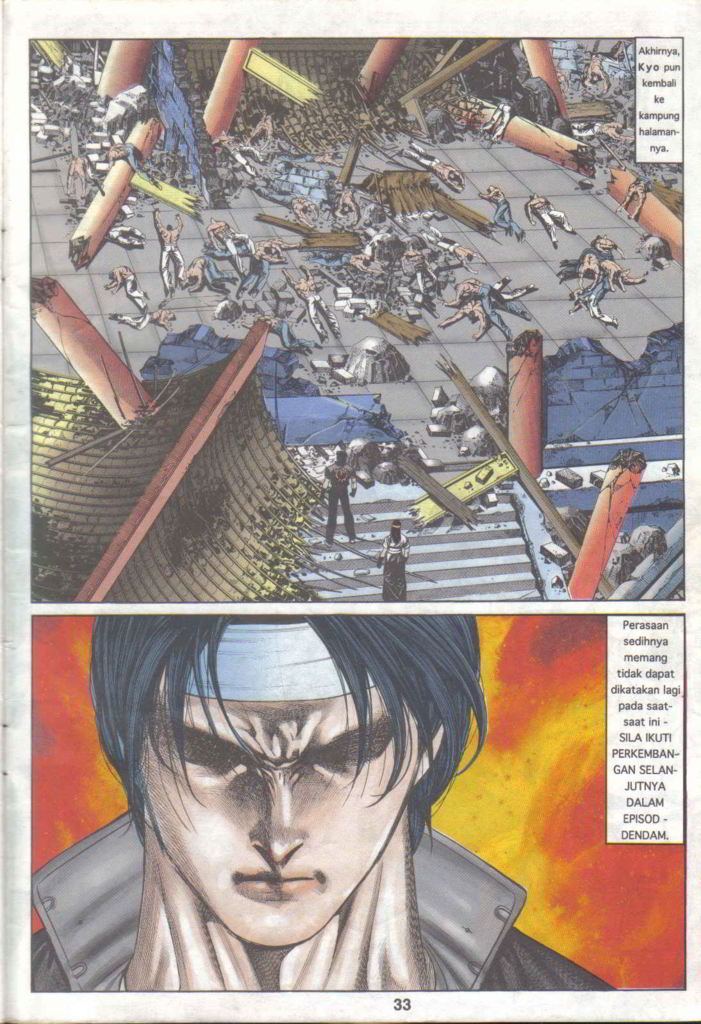 Akhirnya,
Kyo pun
kembali
ke
kampung
halaman-
nya.
Perasaan
sedihnya
memang
tidak dapat
dikatakan lagi
pada saat-
saat ini -
SILA IKUTI
PERKEMBAN-
GAN SELAN-
JUTNYA
DALAM
EPISOD -
DENDAM.
33